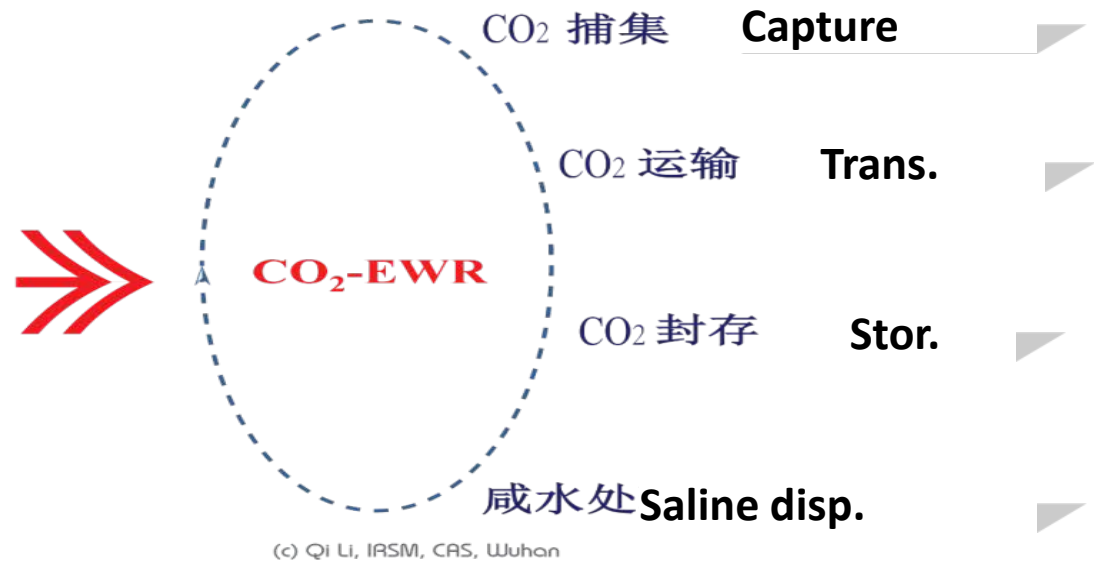 CO₂ 捕集 Capture
CO₂ 运输 Trans.
CO₂-EWR
CO₂ 封存 Stor.
咸水处 Saline disp.
(c) Qi Li, IRSM, CAS, Wuhan